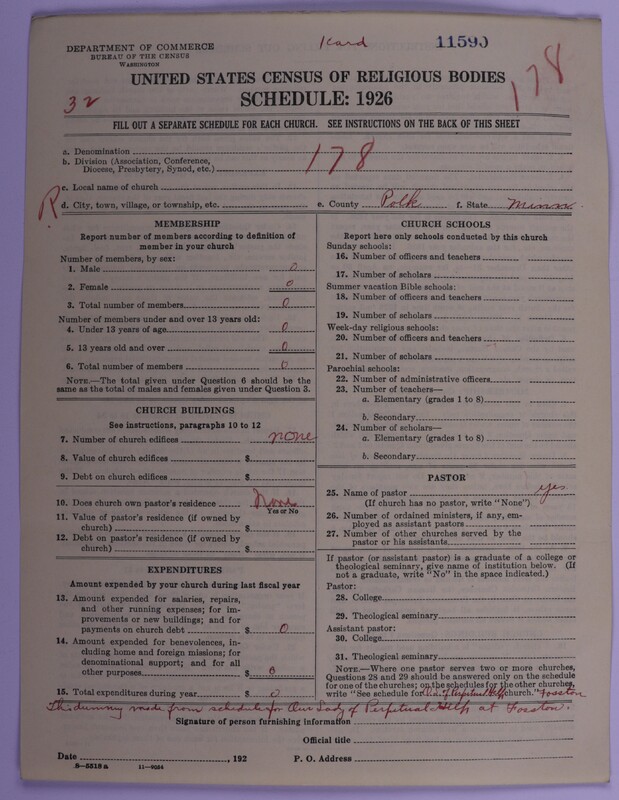 DEPARTMENT OF COMMERCE
BUREAU OF THE CENSUS
WASHINGTON
Kard
11590
UNITED STATES CENSUS OF RELIGIOUS BODIES
SCHEDULE: 1926
32
178
FILL OUT A SEPARATE SCHEDULE FOR EACH CHURCH. SEE INSTRUCTIONS ON THE BACK OF THIS SHEET
a. Denomination
b. Division (Association, Conference, Diocese, Presbytery, Synod, etc.) 178
c. Local name of church
R
d. City, town, village, or township, etc. e. County Polk f. State Minn.
MEMBERSHIP
Report number of members according to definition of member in your church
Number of members, by sex:
1. Male 0
2. Female 0
3. Total number of members 0
Number of members under and over 13 years old:
4. Under 13 years of age 0
5. 13 years old and over 0
6. Total number of members 0
NOTE.—The total given under Question 6 should be the same as the total of males and females given under Question 3.
CHURCH BUILDINGS
See instructions, paragraphs 10 to 12
7. Number of church edifices none
8. Value of church edifices $
9. Debt on church edifices $
10. Does church own pastor's residence None
Yes or No
11. Value of pastor's residence (if owned by church) $
12. Debt on pastor's residence (if owned by church) $
EXPENDITURES
Amount expended by your church during last fiscal year
13. Amount expended for salaries, repairs, and other running expenses; for improvements or new buildings; and for payments on church debt $ 0
14. Amount expended for benevolences, including home and foreign missions; for denominational support; and for all other purposes $ 0
15. Total expenditures during year $ 0
CHURCH SCHOOLS
Report here only schools conducted by this church
Sunday schools:
16. Number of officers and teachers
17. Number of scholars
Summer vacation Bible schools:
18. Number of officers and teachers
19. Number of scholars
Week-day religious schools:
20. Number of officers and teachers
21. Number of scholars
Parochial schools:
22. Number of administrative officers
23. Number of teachers—
a. Elementary (grades 1 to 8)
b. Secondary
24. Number of scholars—
a. Elementary (grades 1 to 8)
b. Secondary
PASTOR
25. Name of pastor yes
(If church has no pastor, write "None")
26. Number of ordained ministers, if any, employed as assistant pastors
27. Number of other churches served by the pastor or his assistants
If pastor (or assistant pastor) is a graduate of a college or theological seminary, give name of institution below. (If not a graduate, write "No" in the space indicated.)
Pastor:
28. College
29. Theological seminary
Assistant pastor:
30. College
31. Theological seminary
NOTE.—Where one pastor serves two or more churches, Questions 28 and 29 should be answered only on the schedule for one of the churches; on the schedules for the other churches, write "See schedule for of Perpetual Help church." Fosston
This dummy made from schedule for Our Lady of Perpetual Help at Fosston.
Signature of person furnishing information
Official title
Date , 192 P. O. Address
8—5518 a 11—9054